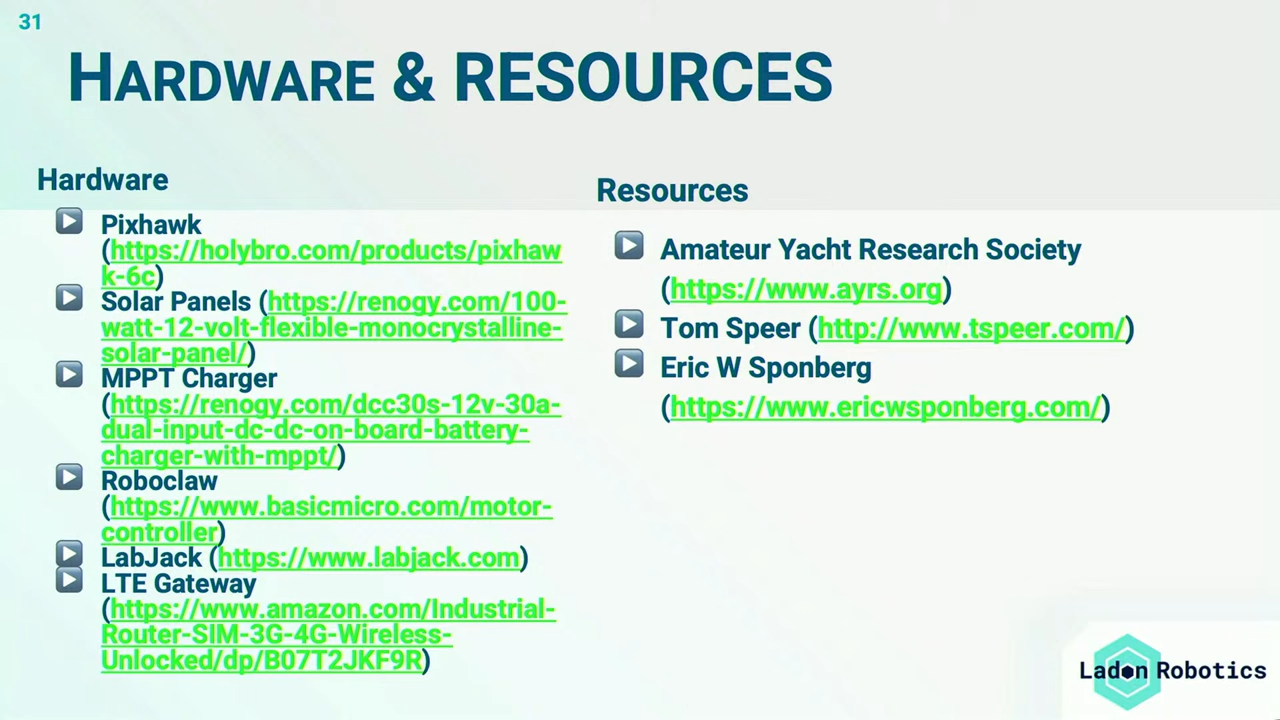 31
HARDWARE & RESOURCES
Hardware
Pixhawk
(https://holybro.com/products/pixhaw
k-6c)
Solar Panels (https://renogy.com/100-
watt-12-volt-flexible-monocrystalline-
solar-panel/)
MPPT Charger
(https://renogy.com/dcc30s-12v-30a-
dual-input-dc-dc-on-board-battery-
charger-with-mppt/)
Roboclaw
(https://www.basicmicro.com/motor-
controller)
LabJack (https://www.labjack.com)
LTE Gateway
(https://www.amazon.com/Industrial-
Router-SIM-3G-4G-Wireless-
Unlocked/dp/B07T2JKF9R)
Resources
Amateur Yacht Research Society
(https://www.ayrs.org)
Tom Speer (http://www.tspeer.com/)
Eric W Sponberg
(https://www.ericwsponberg.com/)
Ladon Robotics